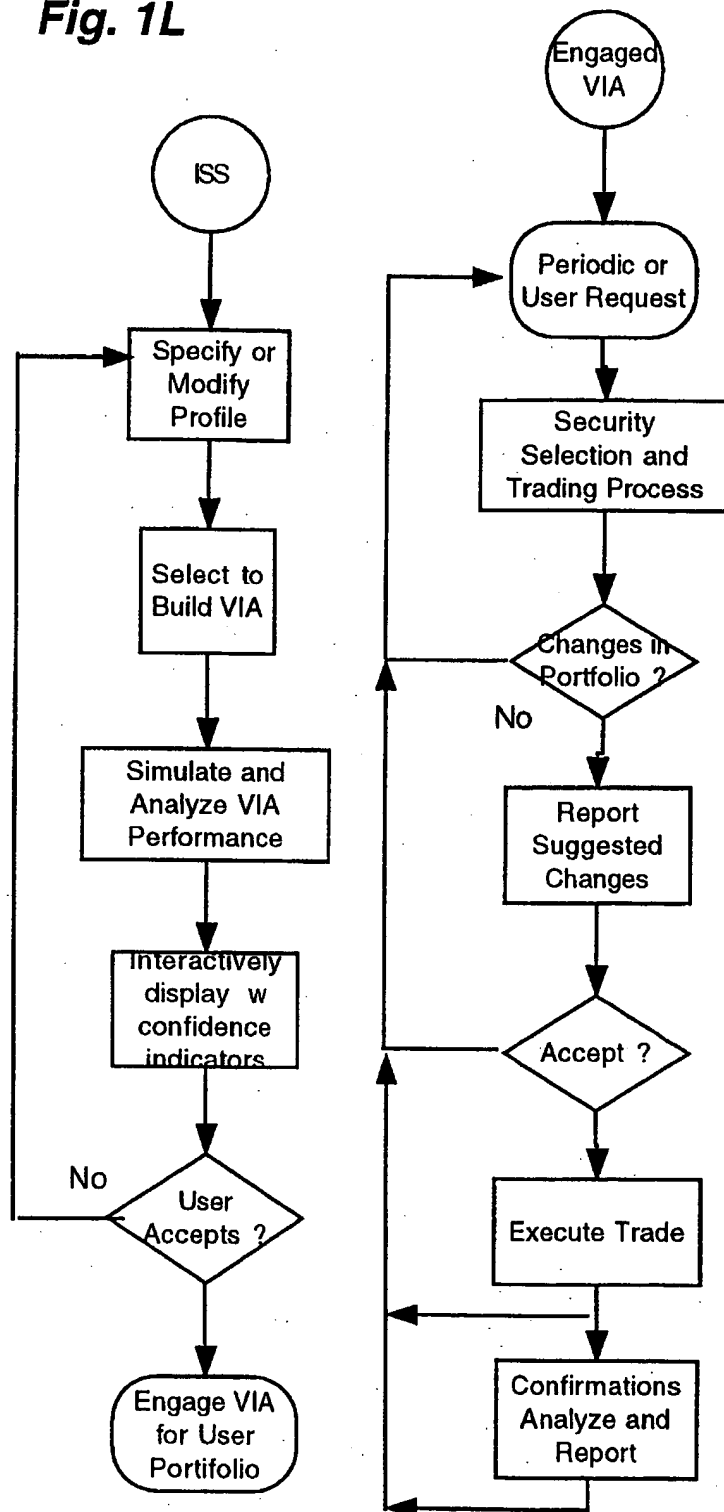 Fig. 1L
ISS
Specify or
Modify
Profile
Select to
Build VIA
Simulate and
Analyze VIA
Performance
Interactively
display w
confidence
indicators
No
User
Accepts ?
Engage VIA
for User
Portifolio
Engaged
VIA
Periodic or
User Request
Security
Selection and
Trading Process
Changes in
Portfolio ?
No
Report
Suggested
Changes
Accept ?
Execute Trade
Confirmations
Analyze and
Report